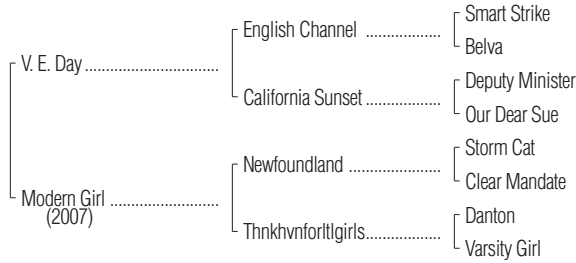 Smart Strike
English Channel ..................
Belva
V. E. Day ................................
Deputy Minister
California Sunset ................
Our Dear Sue
Storm Cat
Newfoundland ...................
Clear Mandate
Modern Girl ..........................
(2007)
Danton
Thnkhvnforltlgirls.................
Varsity Girl